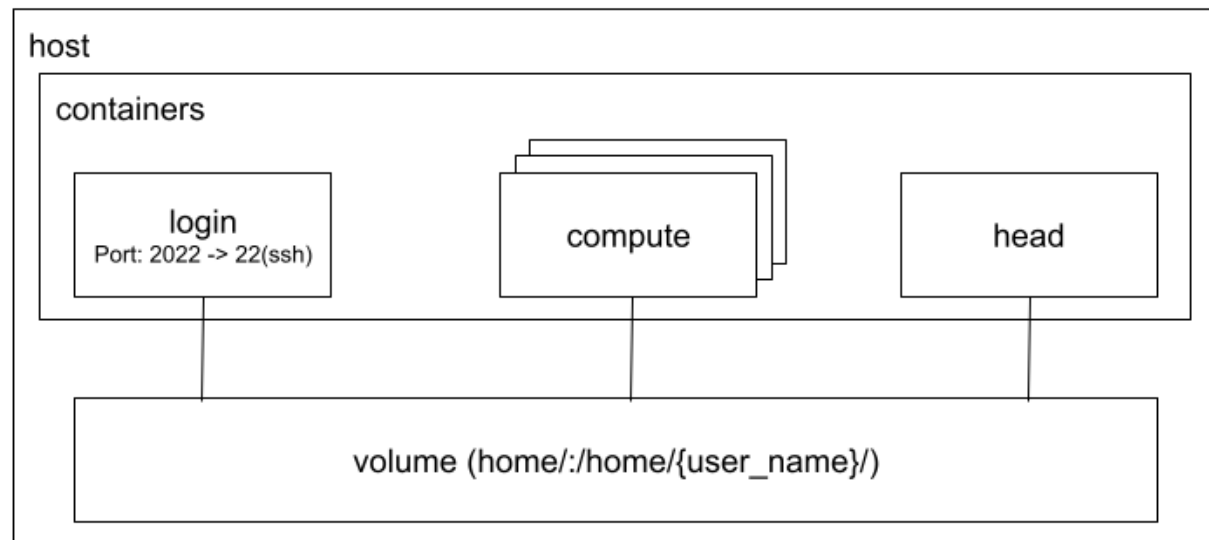 host
containers
login
Port: 2022 -> 22(ssh)
compute
head
volume (home/:/home/{user_name}/)